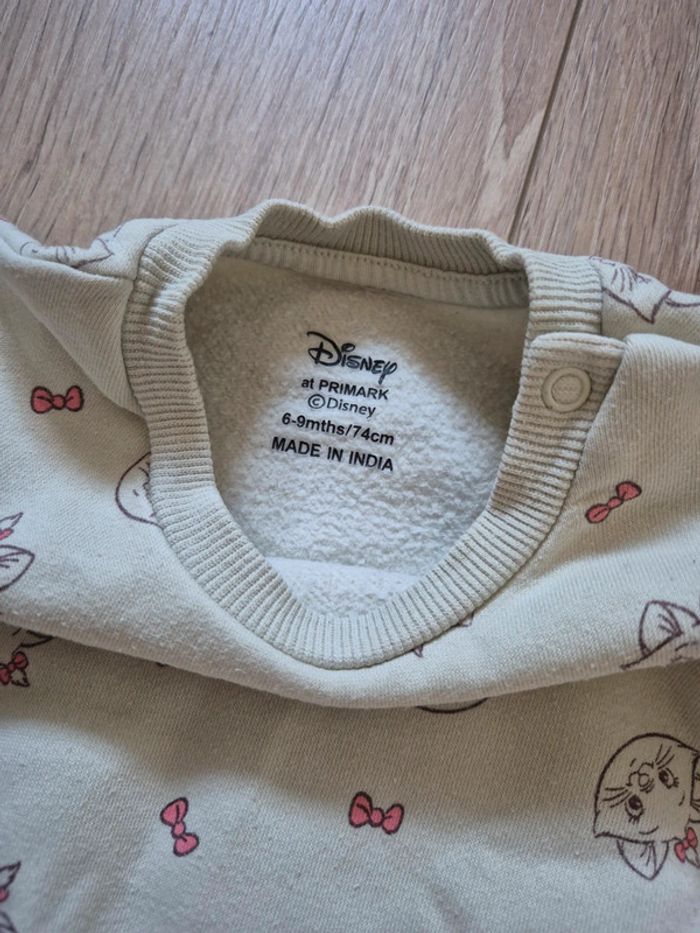 Disney
at PRIMARK
©Disney
6-9mths/74cm
MADE IN INDIA